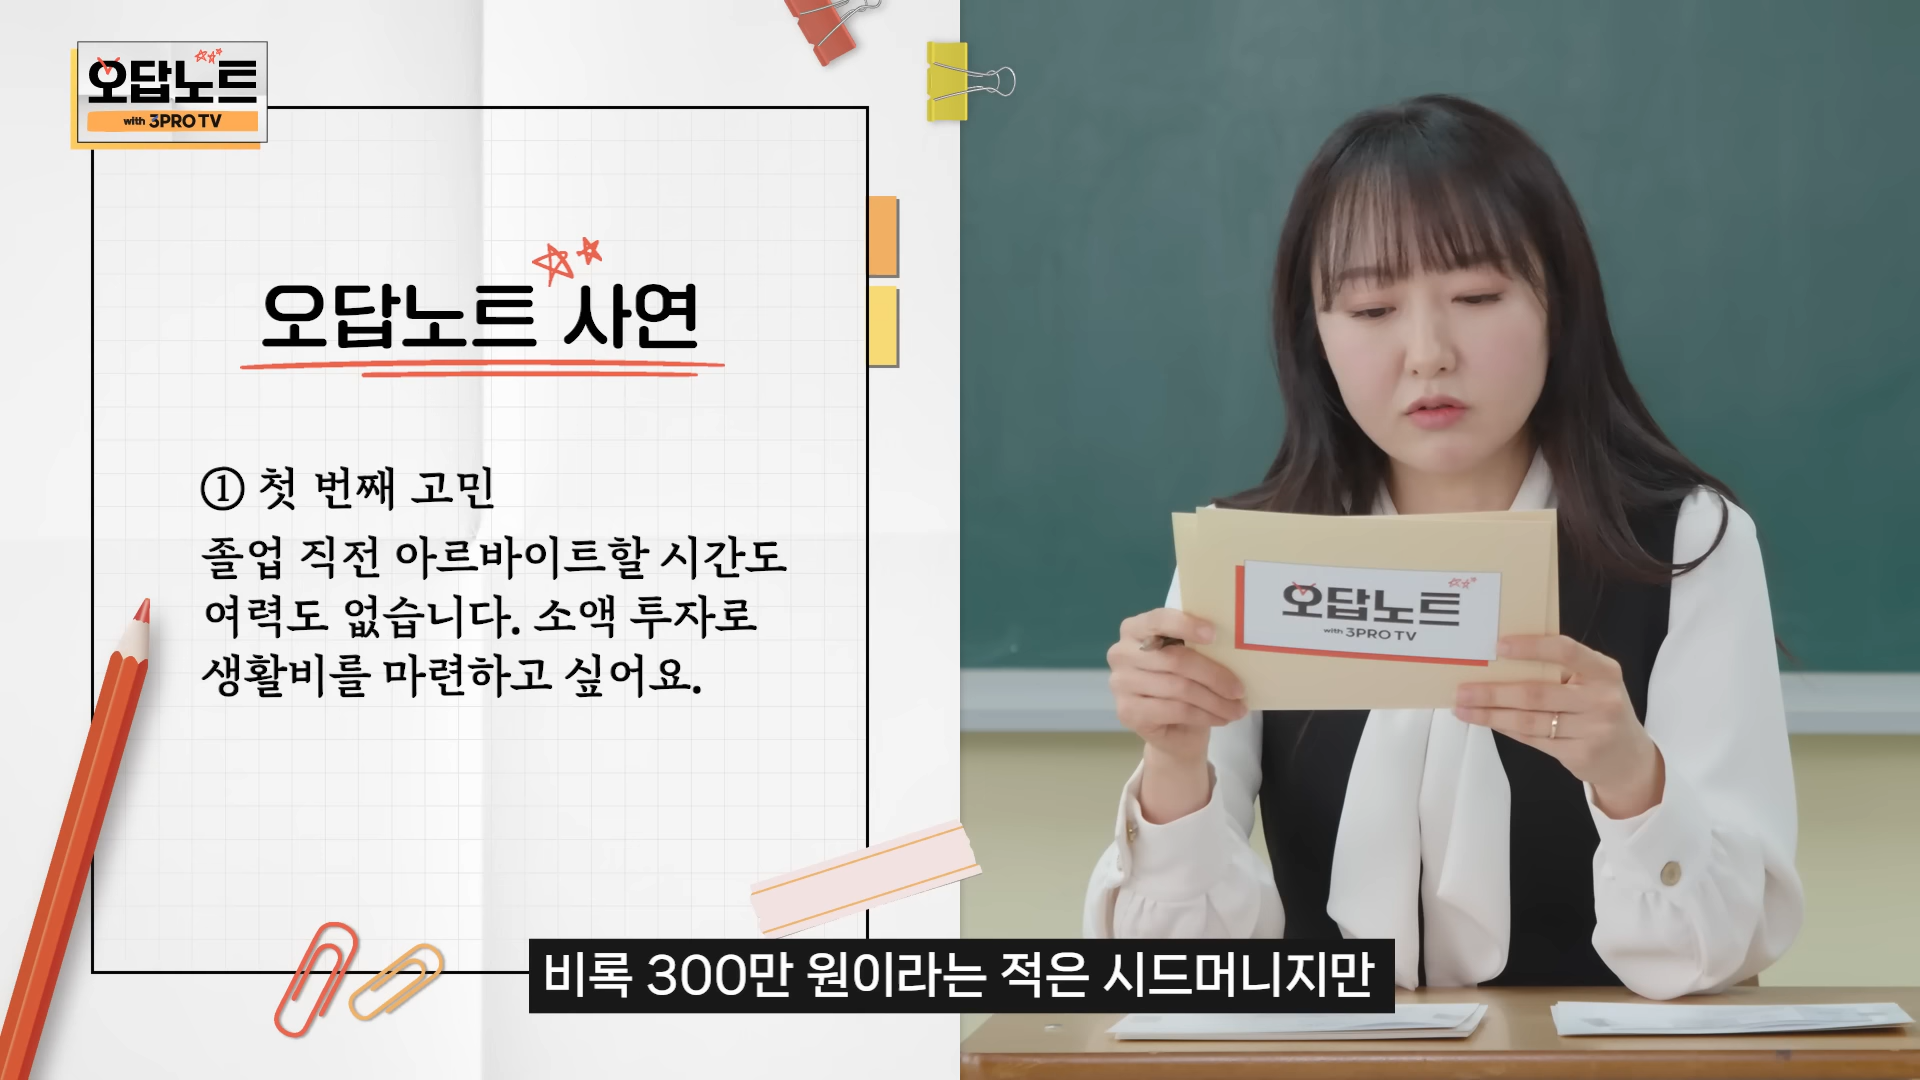 오답노트
with 3PRO TV
오답노트 사연
① 첫 번째 고민
졸업 직전 아르바이트할 시간도
여력도 없습니다. 소액 투자로
생활비를 마련하고 싶어요.
오답노트
with 3PRO TV
비록 300만 원이라는 적은 시드머니지만